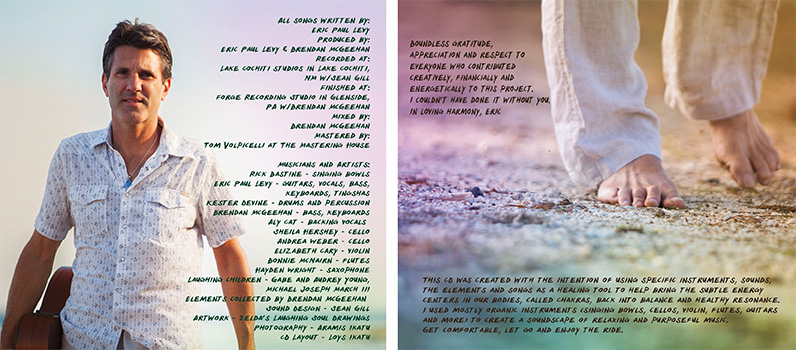 ALL SONGS WRITTEN BY:
ERIC PAUL LEVY
PRODUCED BY:
ERIC PAUL LEVY & BRENDAN MCGEEHAN
RECORDED AT:
LAKE COCHITI STUDIOS IN LAKE COCHITI,
NM W/JEAN GILL
FINISHED AT:
FORGE RECORDING STUDIO IN GLENSIDE,
PA W/BRENDAN MCGEEHAN
MIXED BY:
BRENDAN MCGEEHAN
MASTERED BY:
TOM VOLPICELLI AT THE MASTERING HOUSE
MUSICIANS AND ARTISTS:
RICK BASTINE - SINGING BOWLS
ERIC PAUL LEVY - GUITARS, VOCALS, BASS,
KEYBOARDS, TINGSHAS
KESTER DEVINE - DRUMS AND PERCUSSION
BRENDAN MCGEEHAN - BASS, KEYBOARDS
ALY CAT - BACKING VOCALS
SHEILA HERSHEY - CELLO
ANDREA WEBER - CELLO
ELIZABETH CARY - VIOLIN
BONNIE MCNAIRN - FLUTES
HAYDEN WRIGHT - SAXOPHONE
LAUGHING CHILDREN - GABE AND AUDREY YOUNG,
MICHAEL JOSEPH MARCH III
ELEMENTS COLLECTED BY BRENDAN MCGEEHAN
SOUND DESIGN - JEAN GILL
ARTWORK - ZELDA'S LAUGHING SOUL DRAWINGS
PHOTOGRAPHY - ARAMIS IKATU
CD LAYOUT - LOYS IKATU
BOUNDLESS GRATITUDE,
APPRECIATION AND RESPECT TO
EVERYONE WHO CONTRIBUTED
CREATIVELY, FINANCIALLY AND
ENERGETICALLY TO THIS PROJECT.
I COULDN'T HAVE DONE IT WITHOUT YOU.
IN LOVING HARMONY, ERIC
THIS CD WAS CREATED WITH THE INTENTION OF USING SPECIFIC INSTRUMENTS, SOUNDS,
THE ELEMENTS AND SONGS AS A HEALING TOOL TO HELP BRING THE SUBTLE ENERGY
CENTERS IN OUR BODIES, CALLED CHAKRAS, BACK INTO BALANCE AND HEALTHY RESONANCE.
I USED MOSTLY ORGANIC INSTRUMENTS (SINGING BOWLS, CELLOS, VIOLIN, FLUTES, GUITARS
AND MORE) TO CREATE A SOUNDSCAPE OF RELAXING AND PURPOSEFUL MUSIC.
GET COMFORTABLE, LET GO AND ENJOY THE RIDE.